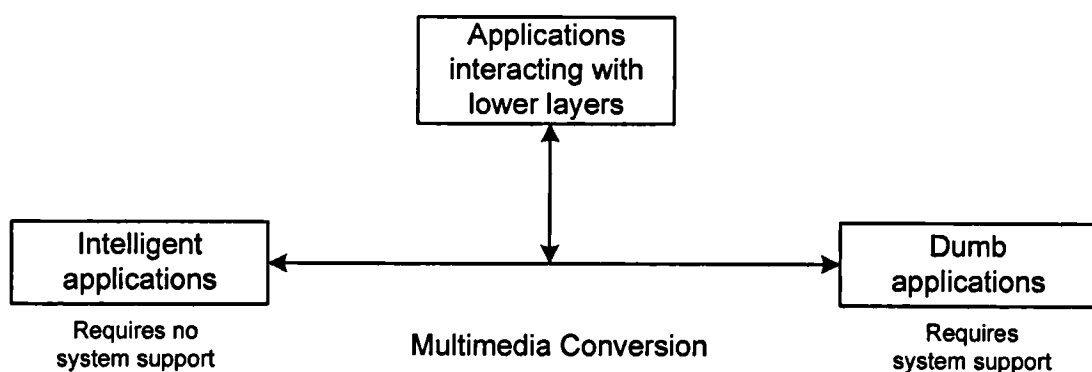 Applications
interacting with
lower layers
Intelligent
applications
Dumb
applications
Requires no
system support
Multimedia Conversion
Requires
system support